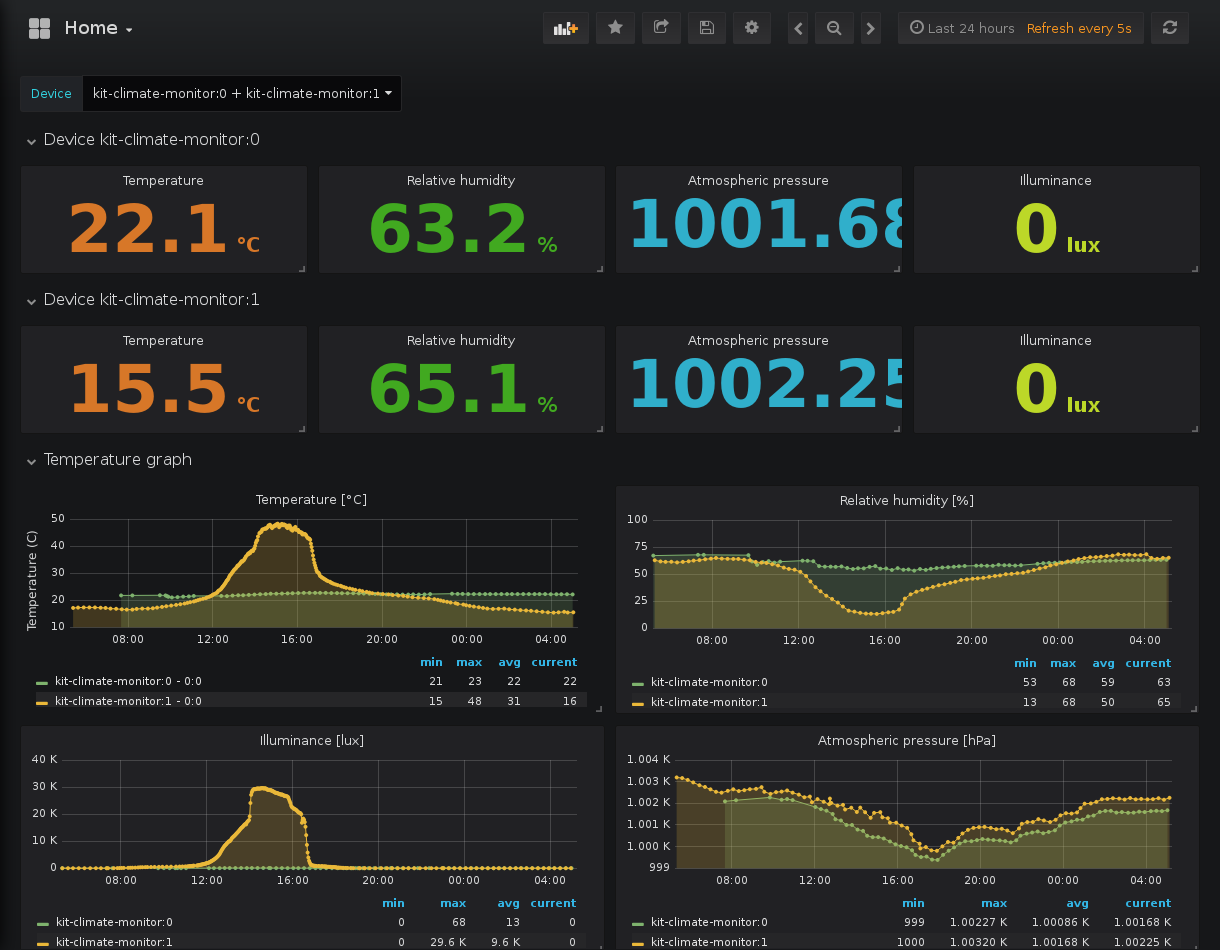 Home
Last 24 hours Refresh every 5s
Device kit-climate-monitor:0 + kit-climate-monitor:1
Device kit-climate-monitor:0
Temperature Relative humidity Atmospheric pressure Illuminance
22.1 °C 63.2 % 1001.68 0 lux
Device kit-climate-monitor:1
Temperature Relative humidity Atmospheric pressure Illuminance
15.5 °C 65.1 % 1002.25 0 lux
Temperature graph
Temperature [°C]
Temperature (C)
50
40
30
20
10
08:00 12:00 16:00 20:00 00:00 04:00
min max avg current
kit-climate-monitor:0 - 0:0 21 23 22 22
kit-climate-monitor:1 - 0:0 15 48 31 16
Relative humidity [%]
100
75
50
25
0
08:00 12:00 16:00 20:00 00:00 04:00
min max avg current
kit-climate-monitor:0 53 68 59 63
kit-climate-monitor:1 13 68 50 65
Illuminance [lux]
40 K
30 K
20 K
10 K
0
08:00 12:00 16:00 20:00 00:00 04:00
min max avg current
kit-climate-monitor:0 0 68 13 0
kit-climate-monitor:1 0 29.6 K 9.6 K 0
Atmospheric pressure [hPa]
1.004 K
1.003 K
1.002 K
1.001 K
1.000 K
999
08:00 12:00 16:00 20:00 00:00 04:00
min max avg current
kit-climate-monitor:0 999 1.00227 K 1.00086 K 1.00168 K
kit-climate-monitor:1 1000 1.00320 K 1.00168 K 1.00225 K